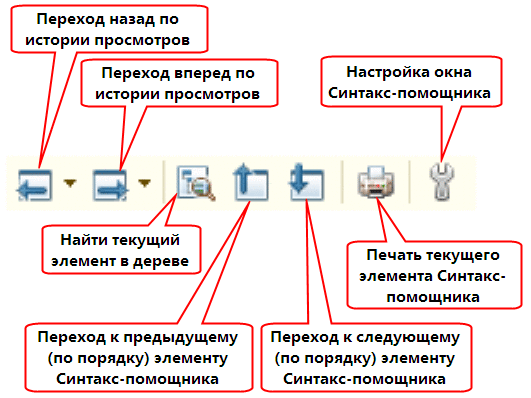 Переход назад по
истории просмотров
Переход вперед по
истории просмотров
Настройка окна
Синтакс-помощника
Найти текущий
элемент в дереве
Печать текущего
элемента Синтакс-
помощника
Переход к предыдущему
(по порядку) элементу
Синтакс-помощника
Переход к следующему
(по порядку) элементу
Синтакс-помощника